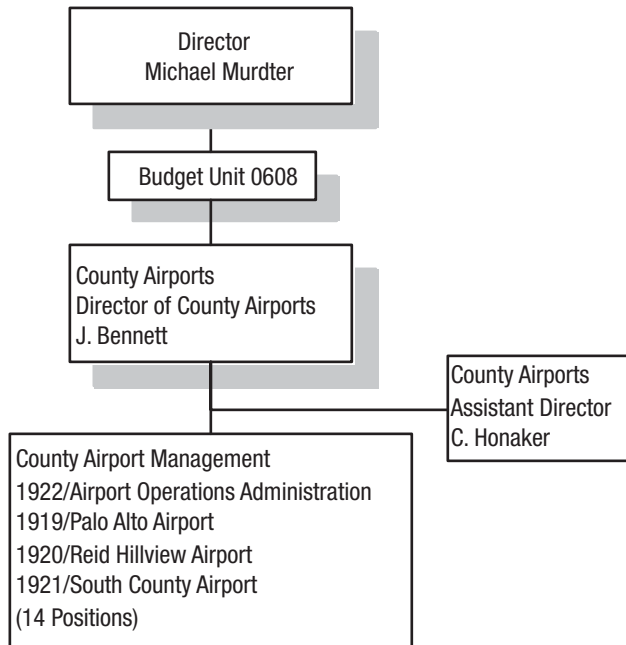 Director
Michael Murdter
Budget Unit 0608
County Airports
Director of County Airports
J. Bennett
County Airports
Assistant Director
C. Honaker
County Airport Management
1922/Airport Operations Administration
1919/Palo Alto Airport
1920/Reid Hillview Airport
1921/South County Airport
(14 Positions)